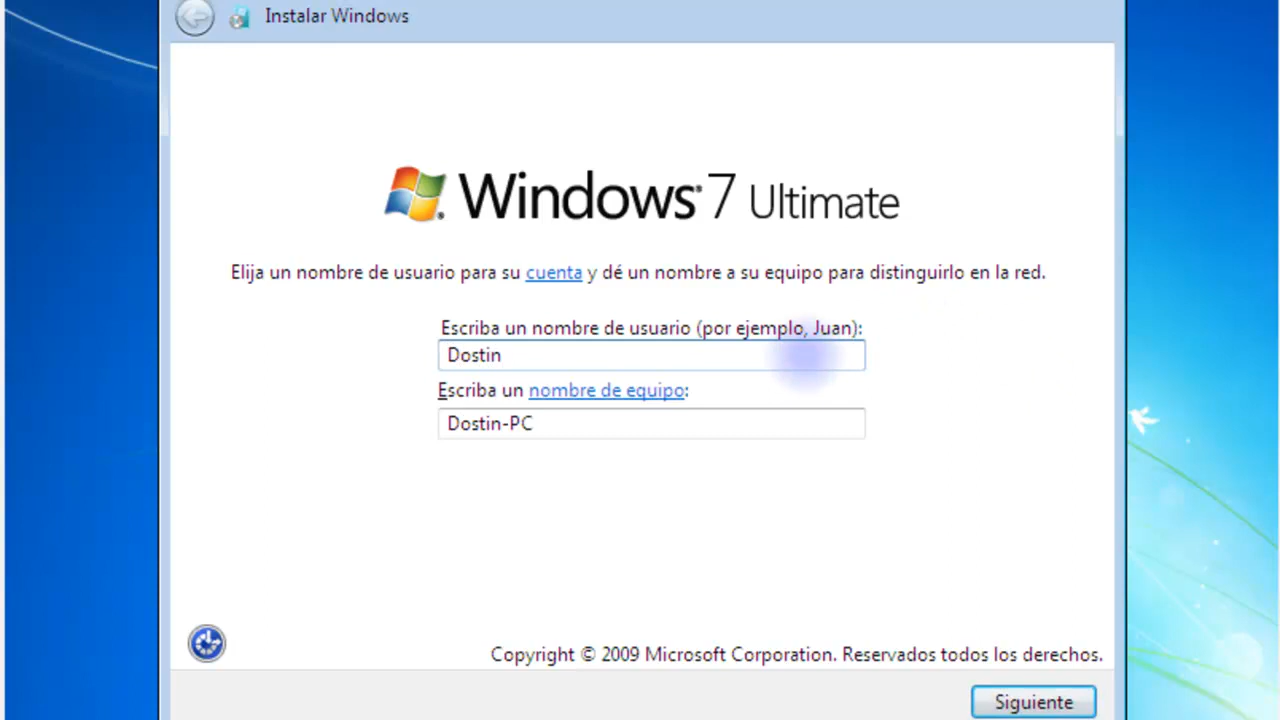 Instalar Windows
Windows® 7 Ultimate
Elija un nombre de usuario para su cuenta y dé un nombre a su equipo para distinguirlo en la red.
Escriba un nombre de usuario (por ejemplo, Juan):
Dostin
Escriba un nombre de equipo:
Dostin-PC
Copyright © 2009 Microsoft Corporation. Reservados todos los derechos.
Siguiente